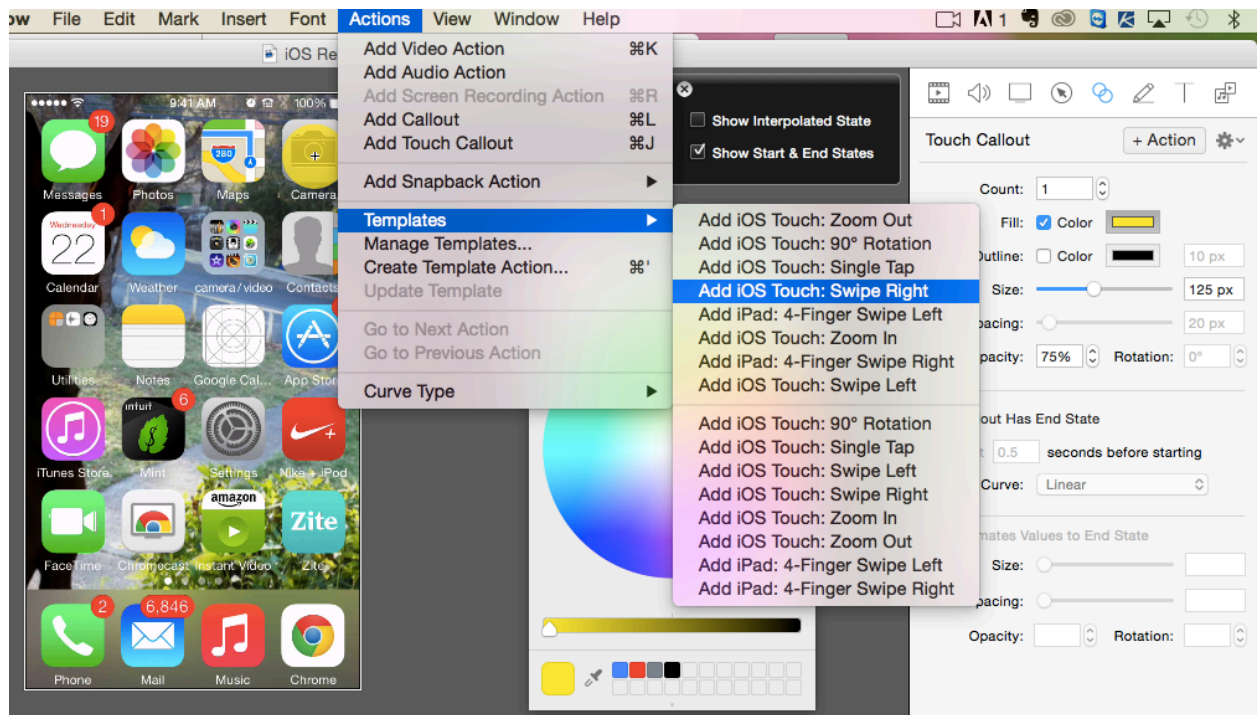 File Edit Mark Insert Font Actions View Window Help
1
iOS Re
9:41 AM 100%
19
280
Messages Photos Maps Camera
1
Wednesday
22
Calendar Weather camera / video Contacts
Utilities Notes Google Cal... App Stor
intuit 6
iTunes Store Mint Settings Nike + iPod
amazon
Zite
FaceTime Chromecast Instant Video Zite
2 6,846
Phone Mail Music Chrome
Add Video Action ⌘K
Add Audio Action
Add Screen Recording Action ⌘R
Add Callout ⌘L
Add Touch Callout ⌘J
Add Snapback Action
Templates
Manage Templates...
Create Template Action... ⌘'
Update Template
Go to Next Action
Go to Previous Action
Curve Type
Show Interpolated State
Show Start & End States
Add iOS Touch: Zoom Out
Add iOS Touch: 90° Rotation
Add iOS Touch: Single Tap
Add iOS Touch: Swipe Right
Add iPad: 4-Finger Swipe Left
Add iOS Touch: Zoom In
Add iPad: 4-Finger Swipe Right
Add iOS Touch: Swipe Left
Add iOS Touch: 90° Rotation
Add iOS Touch: Single Tap
Add iOS Touch: Swipe Left
Add iOS Touch: Swipe Right
Add iOS Touch: Zoom In
Add iOS Touch: Zoom Out
Add iPad: 4-Finger Swipe Left
Add iPad: 4-Finger Swipe Right
Touch Callout + Action
Count: 1
Fill: Color
Outline: Color 10 px
Size: 125 px
pacing: 20 px
pacity: 75% Rotation: 0°
out Has End State
0.5 seconds before starting
Curve: Linear
mates Values to End State
Size:
pacing:
Opacity: Rotation: